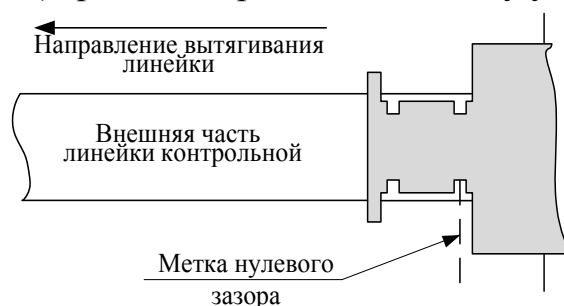 Направление вытягивания
линейки
Внешняя часть
линейки контрольной
Метка нулевого
зазора